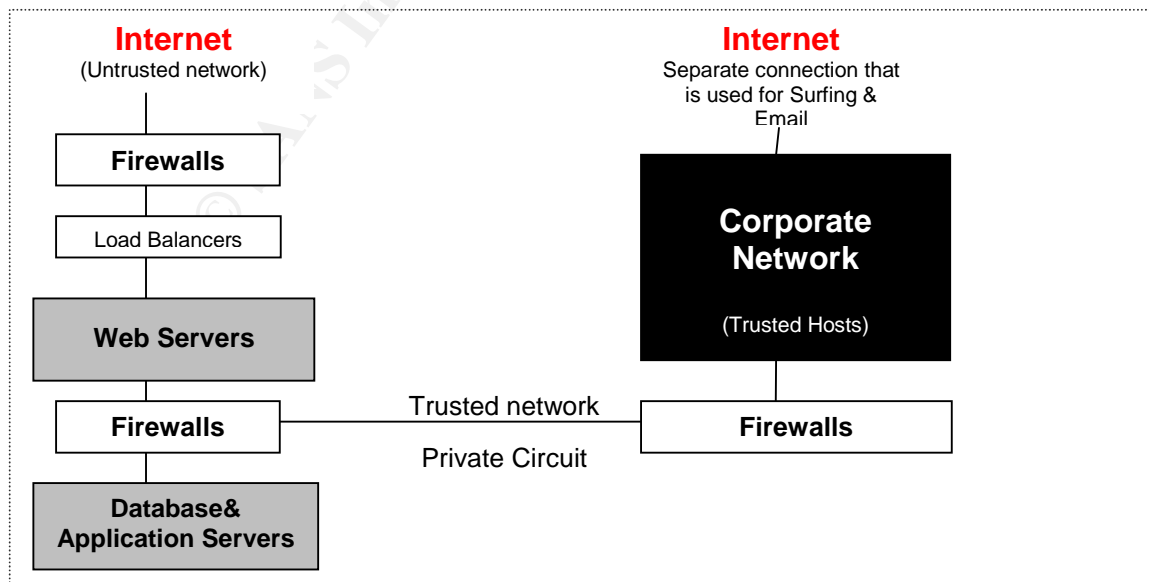 Internet
(Untrusted network)
Firewalls
Load Balancers
Web Servers
Firewalls
Database&
Application Servers
Trusted network
Private Circuit
Internet
Separate connection that
is used for Surfing &
Email
Corporate
Network
(Trusted Hosts)
Firewalls